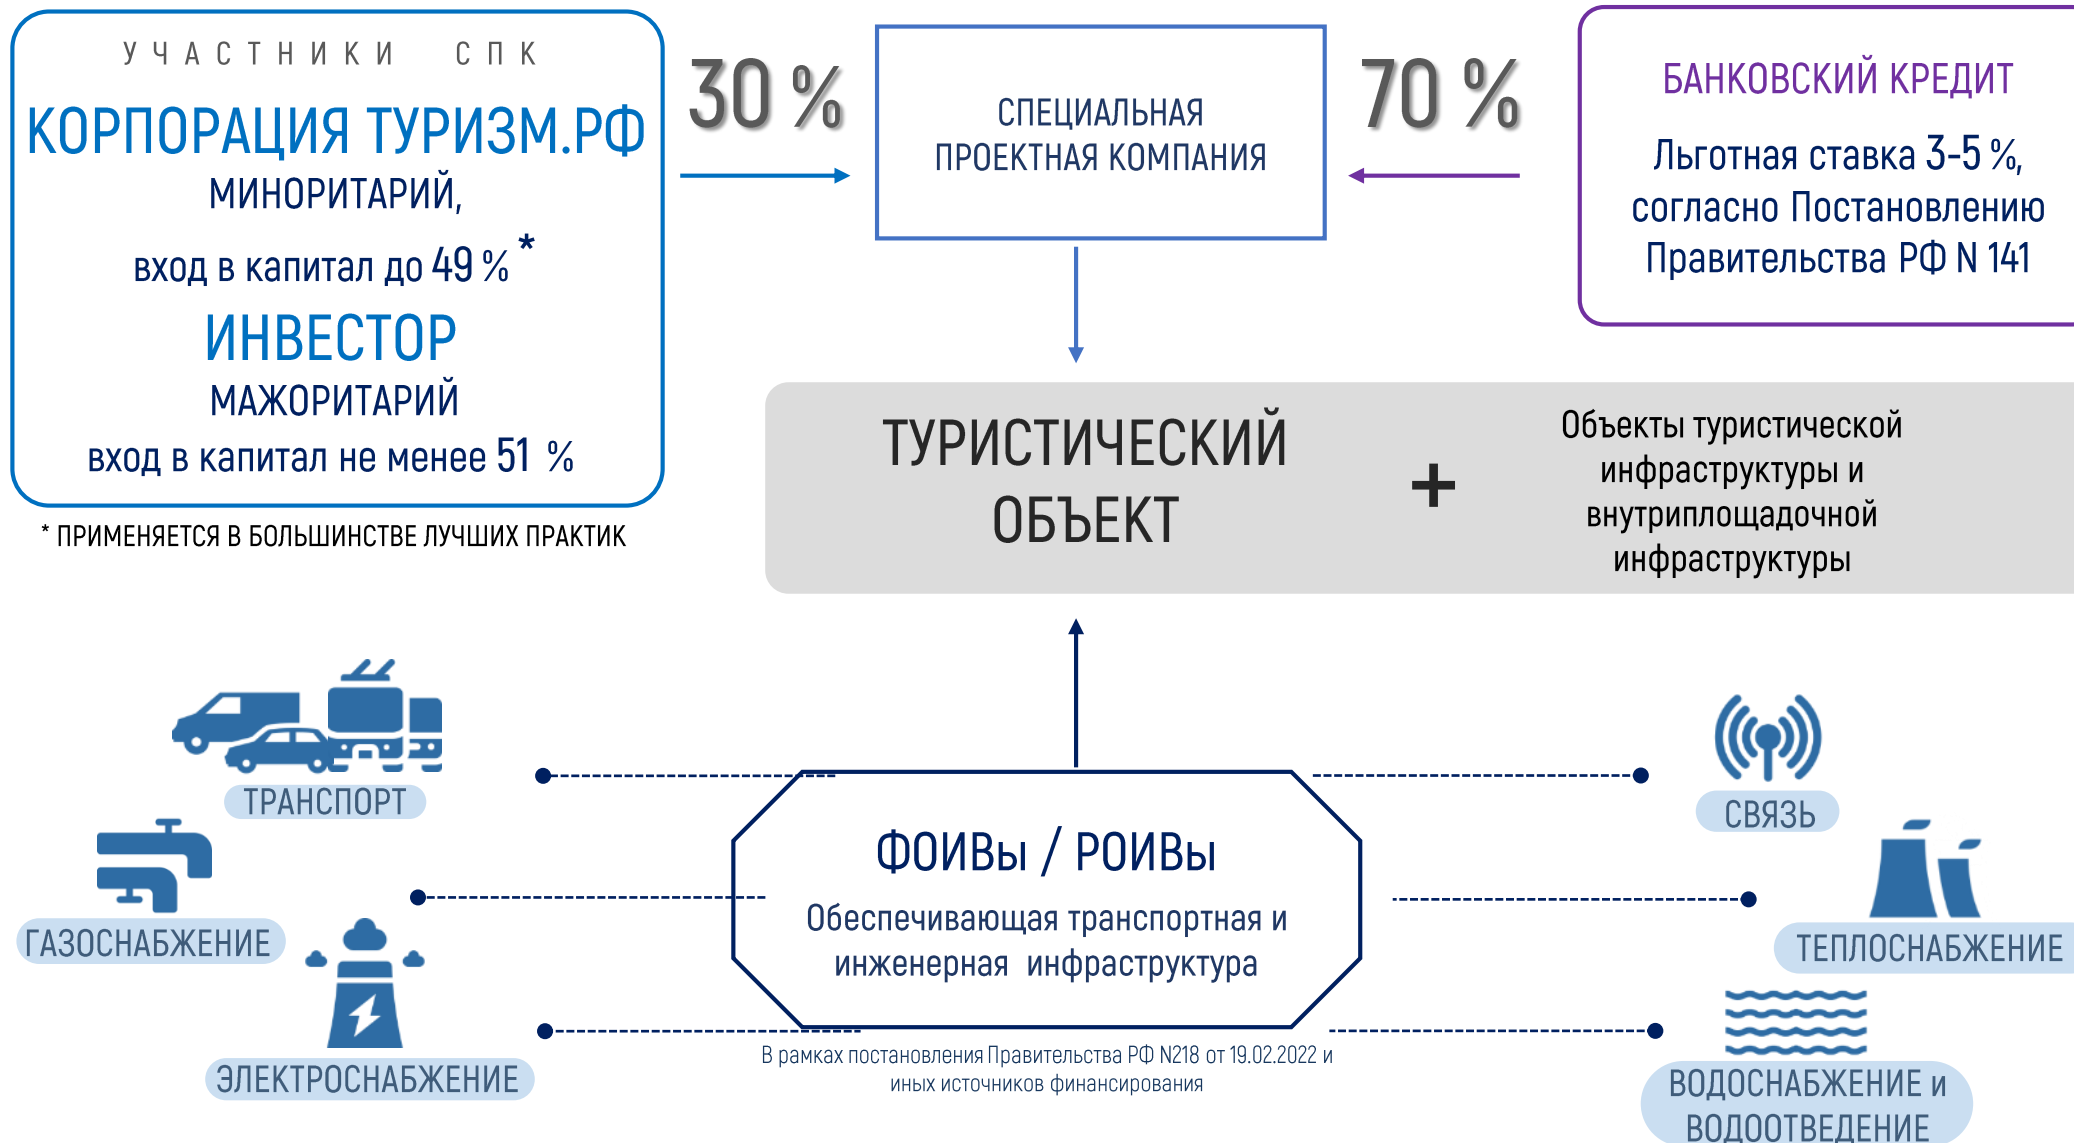 УЧАСТНИКИ СПК
КОРПОРАЦИЯ ТУРИЗМ.РФ
МИНОРИТАРИЙ,
вход в капитал до 49 % *
ИНВЕСТОР
МАЖОРИТАРИЙ
вход в капитал не менее 51 %
* ПРИМЕНЯЕТСЯ В БОЛЬШИНСТВЕ ЛУЧШИХ ПРАКТИК
30 %
СПЕЦИАЛЬНАЯ
ПРОЕКТНАЯ КОМПАНИЯ
70 %
БАНКОВСКИЙ КРЕДИТ
Льготная ставка 3-5 %,
согласно Постановлению
Правительства РФ N 141
ТУРИСТИЧЕСКИЙ
ОБЪЕКТ
+
Объекты туристической
инфраструктуры и
внутриплощадочной
инфраструктуры
ТРАНСПОРТ
ГАЗОСНАБЖЕНИЕ
ЭЛЕКТРОСНАБЖЕНИЕ
ФОИВы / РОИВы
Обеспечивающая транспортная и
инженерная инфраструктура
В рамках постановления Правительства РФ N218 от 19.02.2022 и
иных источников финансирования
СВЯЗЬ
ТЕПЛОСНАБЖЕНИЕ
ВОДОСНАБЖЕНИЕ и
ВОДООТВЕДЕНИЕ